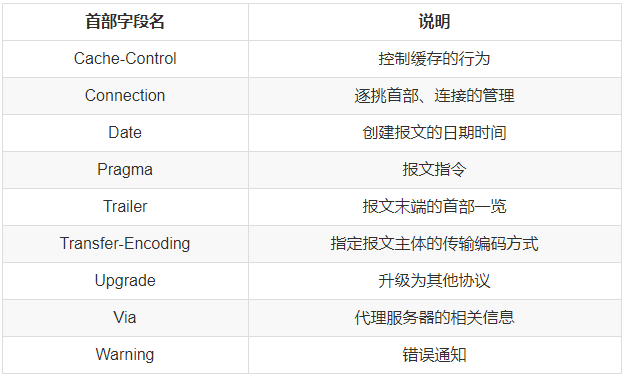 首部字段名 说明
Cache-Control 控制缓存的行为
Connection 逐挑首部、连接的管理
Date 创建报文的日期时间
Pragma 报文指令
Trailer 报文末端的首部一览
Transfer-Encoding 指定报文主体的传输编码方式
Upgrade 升级为其他协议
Via 代理服务器的相关信息
Warning 错误通知